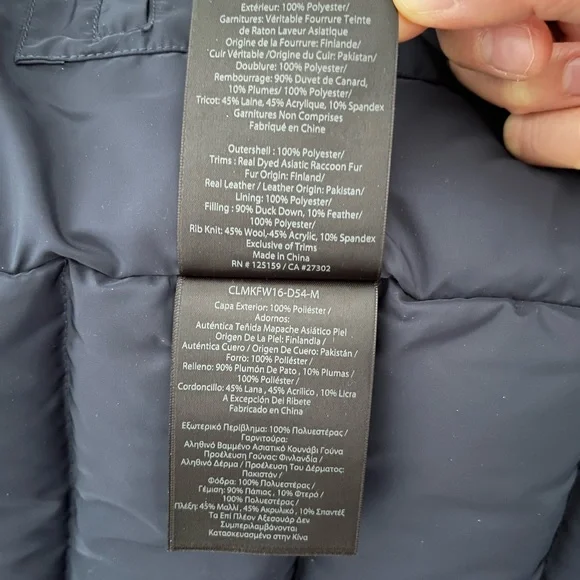 Extérieur: 100% Polyester/
Garnitures: Véritable Fourrure Teinte
de Raton Laveur Asiatique
Origine de la Fourrure: Finlande/
Cuir Véritable /Origine du Cuir: Pakistan/
Doublure: 100% Polyester/
Rembourrage: 90% Duvet de Canard,
10% Plumes/ 100% Polyester/
Tricot: 45% Laine, 45% Acrylique, 10% Spandex
Garnitures Non Comprises
Fabriqué en China
Outershell : 100% Polyester/
Trims : Real Dyed Asiatic Raccoon Fur
Fur Origin: Finland/
Real Leather / Leather Origin: Pakistan/
Lining: 100% Polyester/
Filling : 90% Duck Down, 10% Feather/
100% Polyester/
Rib Knit: 45% Wool,-45% Acrylic, 10% Spandex
Exclusive of Trims
Made in China
RN # 125159 / CA #27302
CLMKFW16-D54-M
Capa Exterior: 100% Poliéster /
Adornos:
Auténtica Teñida Mapache Asiático Piel
Origen De La Piel: Finlandia /
Auténtica Cuero / Origen De Cuero: Pakistán /
Forro: 100% Poliéster /
Relleno: 90% Plumón De Pato , 10% Plumas /
100% Poliéster /
Cordoncillo: 45% Lana , 45% Acrílico , 10% Licra
A Excepción Del Ribete
Fabricado en China
Εξωτερικό Περίβλημα: 100% Πολυεστέρας /
Γαρνιτούρα:
Αληθινό Βαμμένο Ασιατικό Κουνάβι Γούνα
Προέλευση Γούνας: Φινλανδία /
Αληθινό Δέρμα / Προέλευση Του Δέρματος:
Πακιστάν /
100% Πολυεστέρας /
Γέμιση: 90% Πάπιας , 10% Φτερό /
100% Πολυεστέρας /
Πλέξη: 45% Μαλλί , 45% Ακρυλικό , 10% Σπαντέξ
Τα Επί Πλέον Αξεσουάρ Δεν
Συμπεριλαμβάνονται
Κατασκευασμένο στην Κίνα